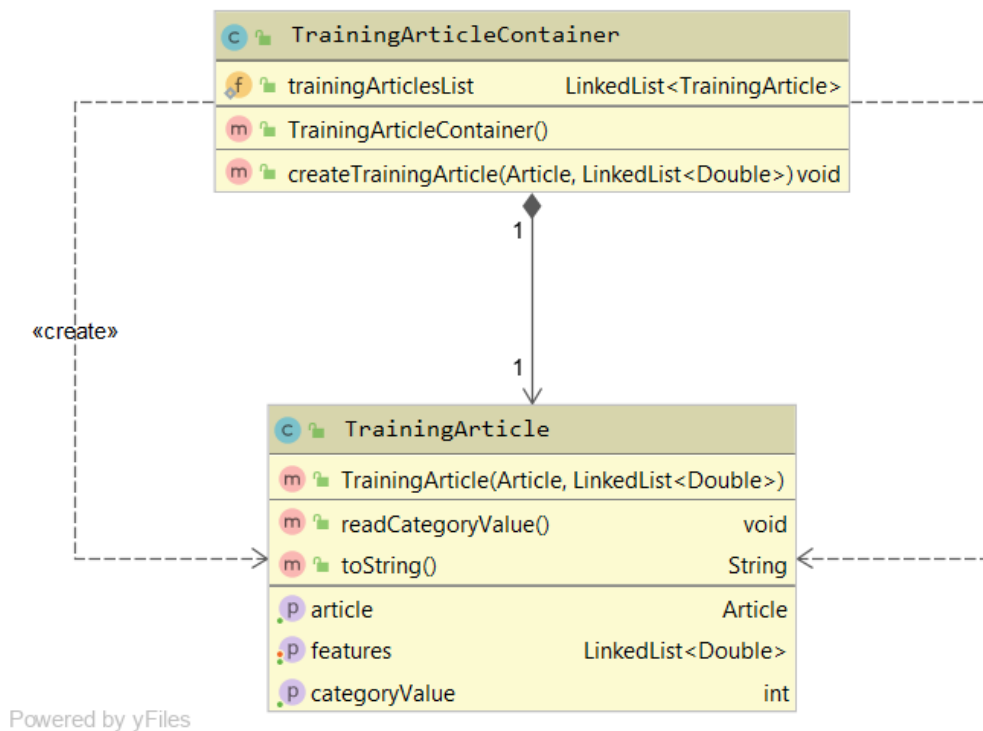 TrainingArticleContainer
trainingArticlesList LinkedList<TrainingArticle>
TrainingArticleContainer()
createTrainingArticle(Article, LinkedList<Double>) void
1
«create»
1
TrainingArticle
TrainingArticle(Article, LinkedList<Double>)
readCategoryValue() void
toString() String
article Article
features LinkedList<Double>
categoryValue int
Powered by yFiles